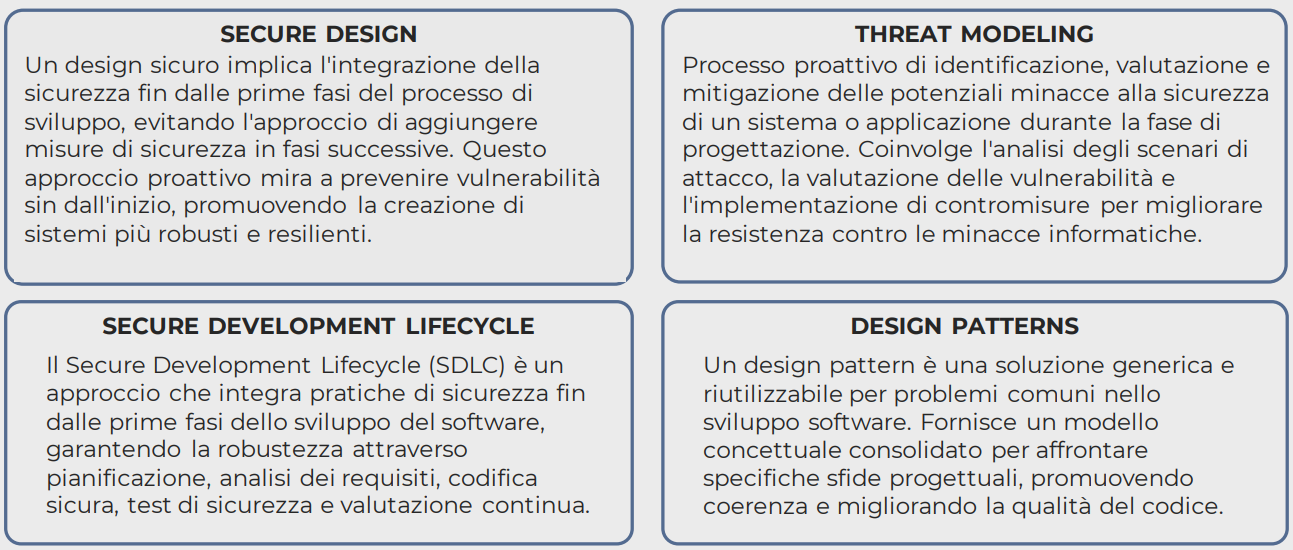 SECURE DESIGN
Un design sicuro implica l'integrazione della
sicurezza fin dalle prime fasi del processo di
sviluppo, evitando l'approccio di aggiungere
misure di sicurezza in fasi successive. Questo
approccio proattivo mira a prevenire vulnerabilità
sin dall'inizio, promuovendo la creazione di
sistemi più robusti e resilienti.
THREAT MODELING
Processo proattivo di identificazione, valutazione e
mitigazione delle potenziali minacce alla sicurezza
di un sistema o applicazione durante la fase di
progettazione. Coinvolge l'analisi degli scenari di
attacco, la valutazione delle vulnerabilità e
l'implementazione di contromisure per migliorare
la resistenza contro le minacce informatiche.
SECURE DEVELOPMENT LIFECYCLE
Il Secure Development Lifecycle (SDLC) è un
approccio che integra pratiche di sicurezza fin
dalle prime fasi dello sviluppo del software,
garantendo la robustezza attraverso
pianificazione, analisi dei requisiti, codifica
sicura, test di sicurezza e valutazione continua.
DESIGN PATTERNS
Un design pattern è una soluzione generica e
riutilizzabile per problemi comuni nello
sviluppo software. Fornisce un modello
concettuale consolidato per affrontare
specifiche sfide progettuali, promuovendo
coerenza e migliorando la qualità del codice.